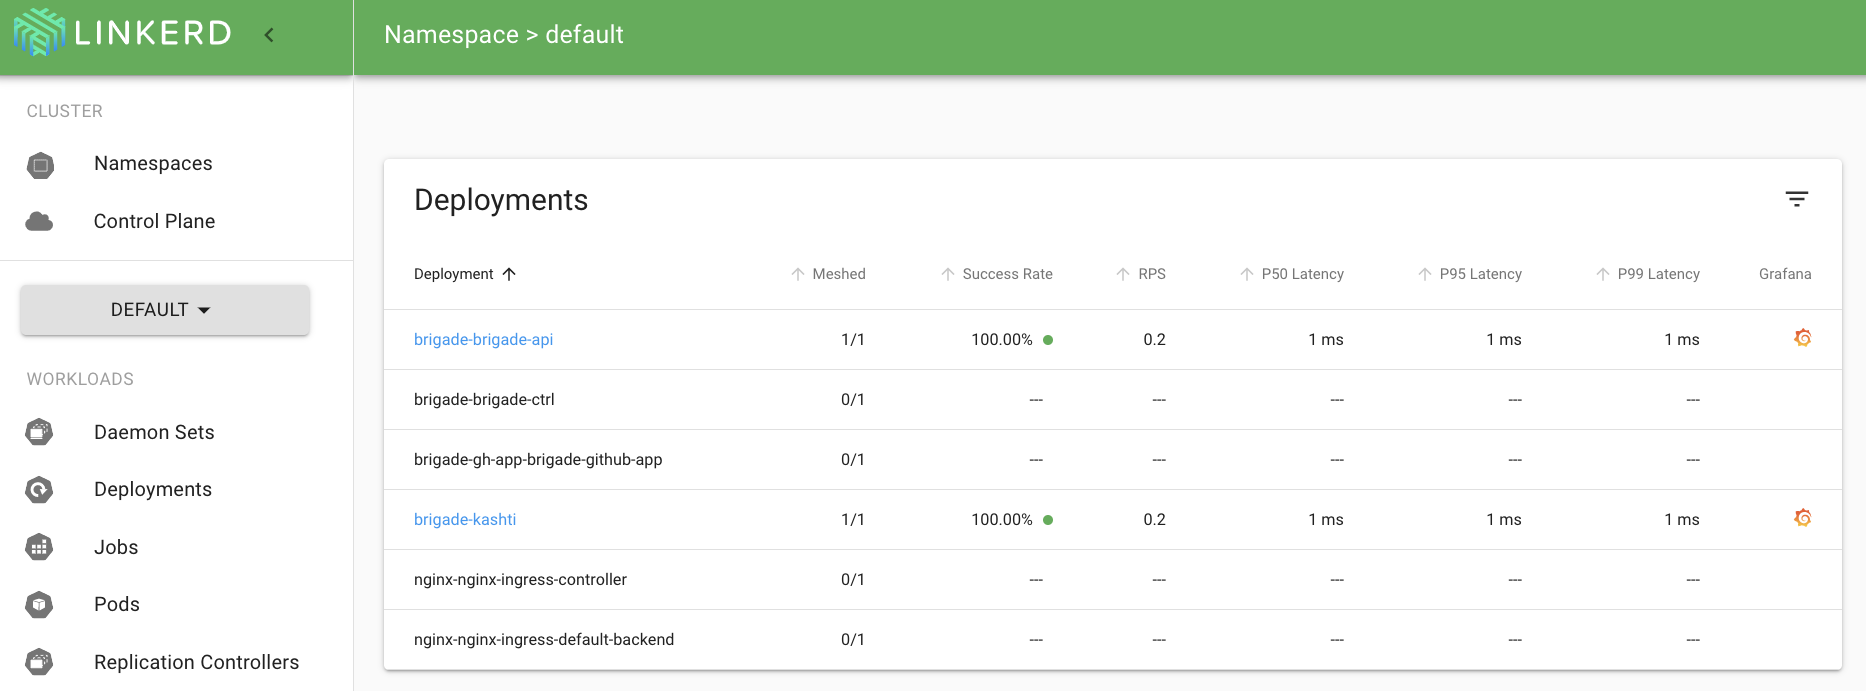 LINKERD
Namespace > default
CLUSTER
Namespaces
Control Plane
DEFAULT
WORKLOADS
Daemon Sets
Deployments
Jobs
Pods
Replication Controllers
Deployments
Deployment Meshed Success Rate RPS P50 Latency P95 Latency P99 Latency Grafana
brigade-brigade-api 1/1 100.00% 0.2 1 ms 1 ms 1 ms
brigade-brigade-ctrl 0/1 --- --- --- --- ---
brigade-gh-app-brigade-github-app 0/1 --- --- --- --- ---
brigade-kashti 1/1 100.00% 0.2 1 ms 1 ms 1 ms
nginx-nginx-ingress-controller 0/1 --- --- --- --- ---
nginx-nginx-ingress-default-backend 0/1 --- --- --- --- ---